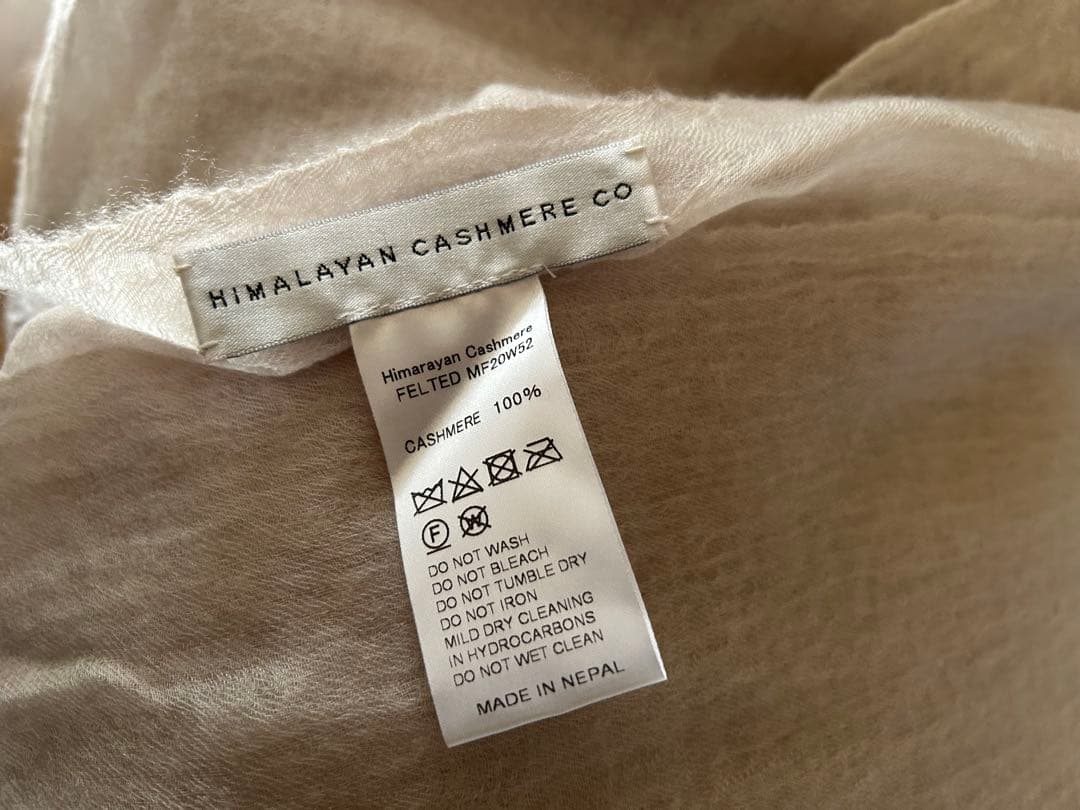 HIMALAYAN CASHMERE CO
Himarayan Cashmere
FELTED MF20W52
CASHMERE 100%
F W
DO NOT WASH
DO NOT BLEACH
DO NOT TUMBLE DRY
DO NOT IRON
MILD DRY CLEANING
IN HYDROCARBONS
DO NOT WET CLEAN
MADE IN NEPAL